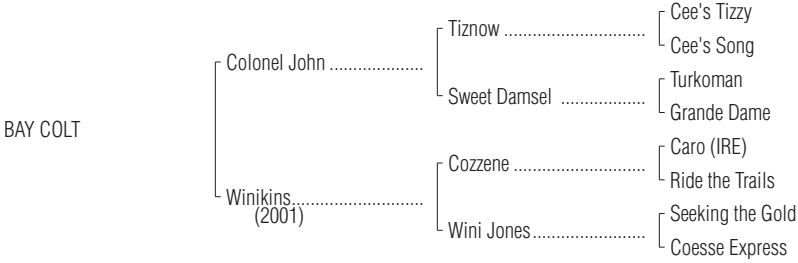 Cee's Tizzy
Tiznow ..............................
Cee's Song
Colonel John ....................
Turkoman
Sweet Damsel ..................
Grande Dame
BAY COLT
Caro (IRE)
Cozzene ............................
Ride the Trails
Winikins............................
(2001)
Seeking the Gold
Wini Jones........................
Coesse Express